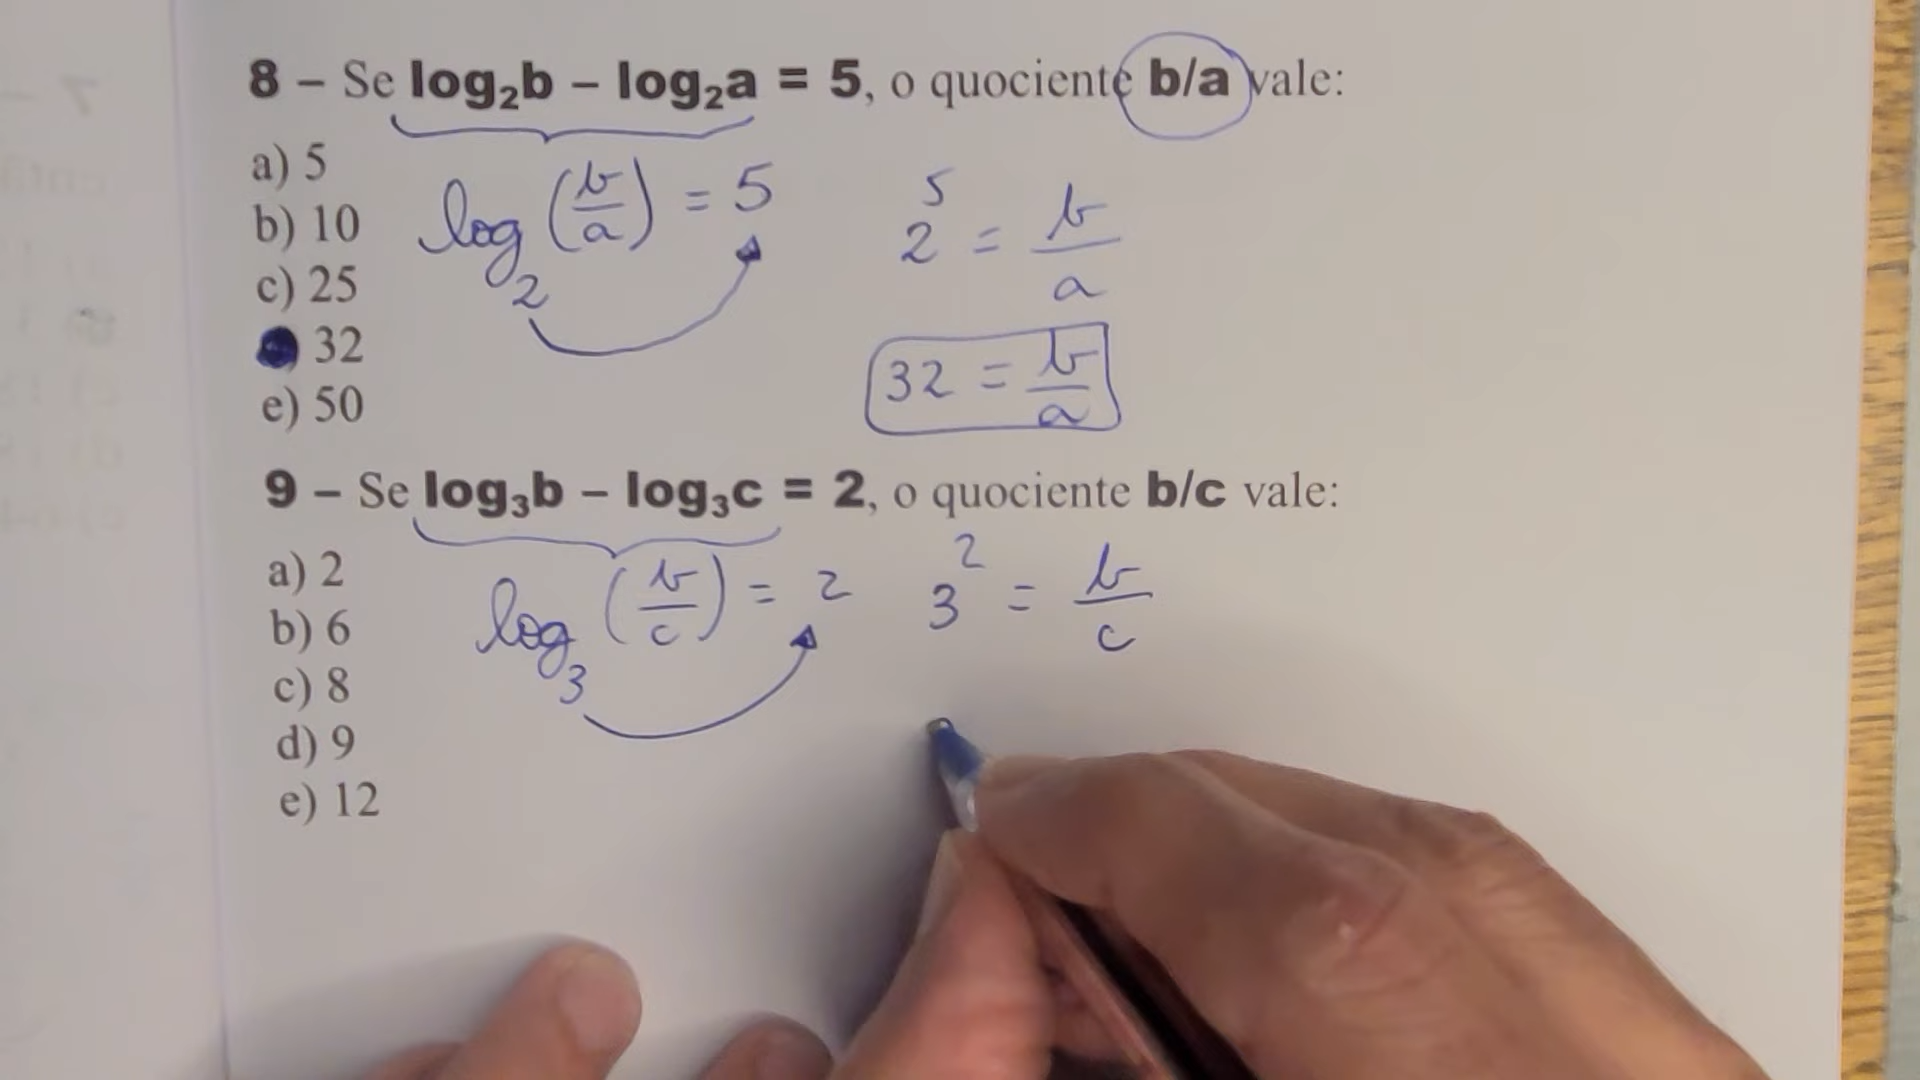 8 – Se log₂b – log₂a = 5, o quociente b/a vale:
a) 5
b) 10
c) 25
32
e) 50
log₂(b/a) = 5
2⁵ = b/a
32 = b/a
9 – Se log₃b – log₃c = 2, o quociente b/c vale:
a) 2
b) 6
c) 8
d) 9
e) 12
log₃(b/c) = 2
3² = b/c